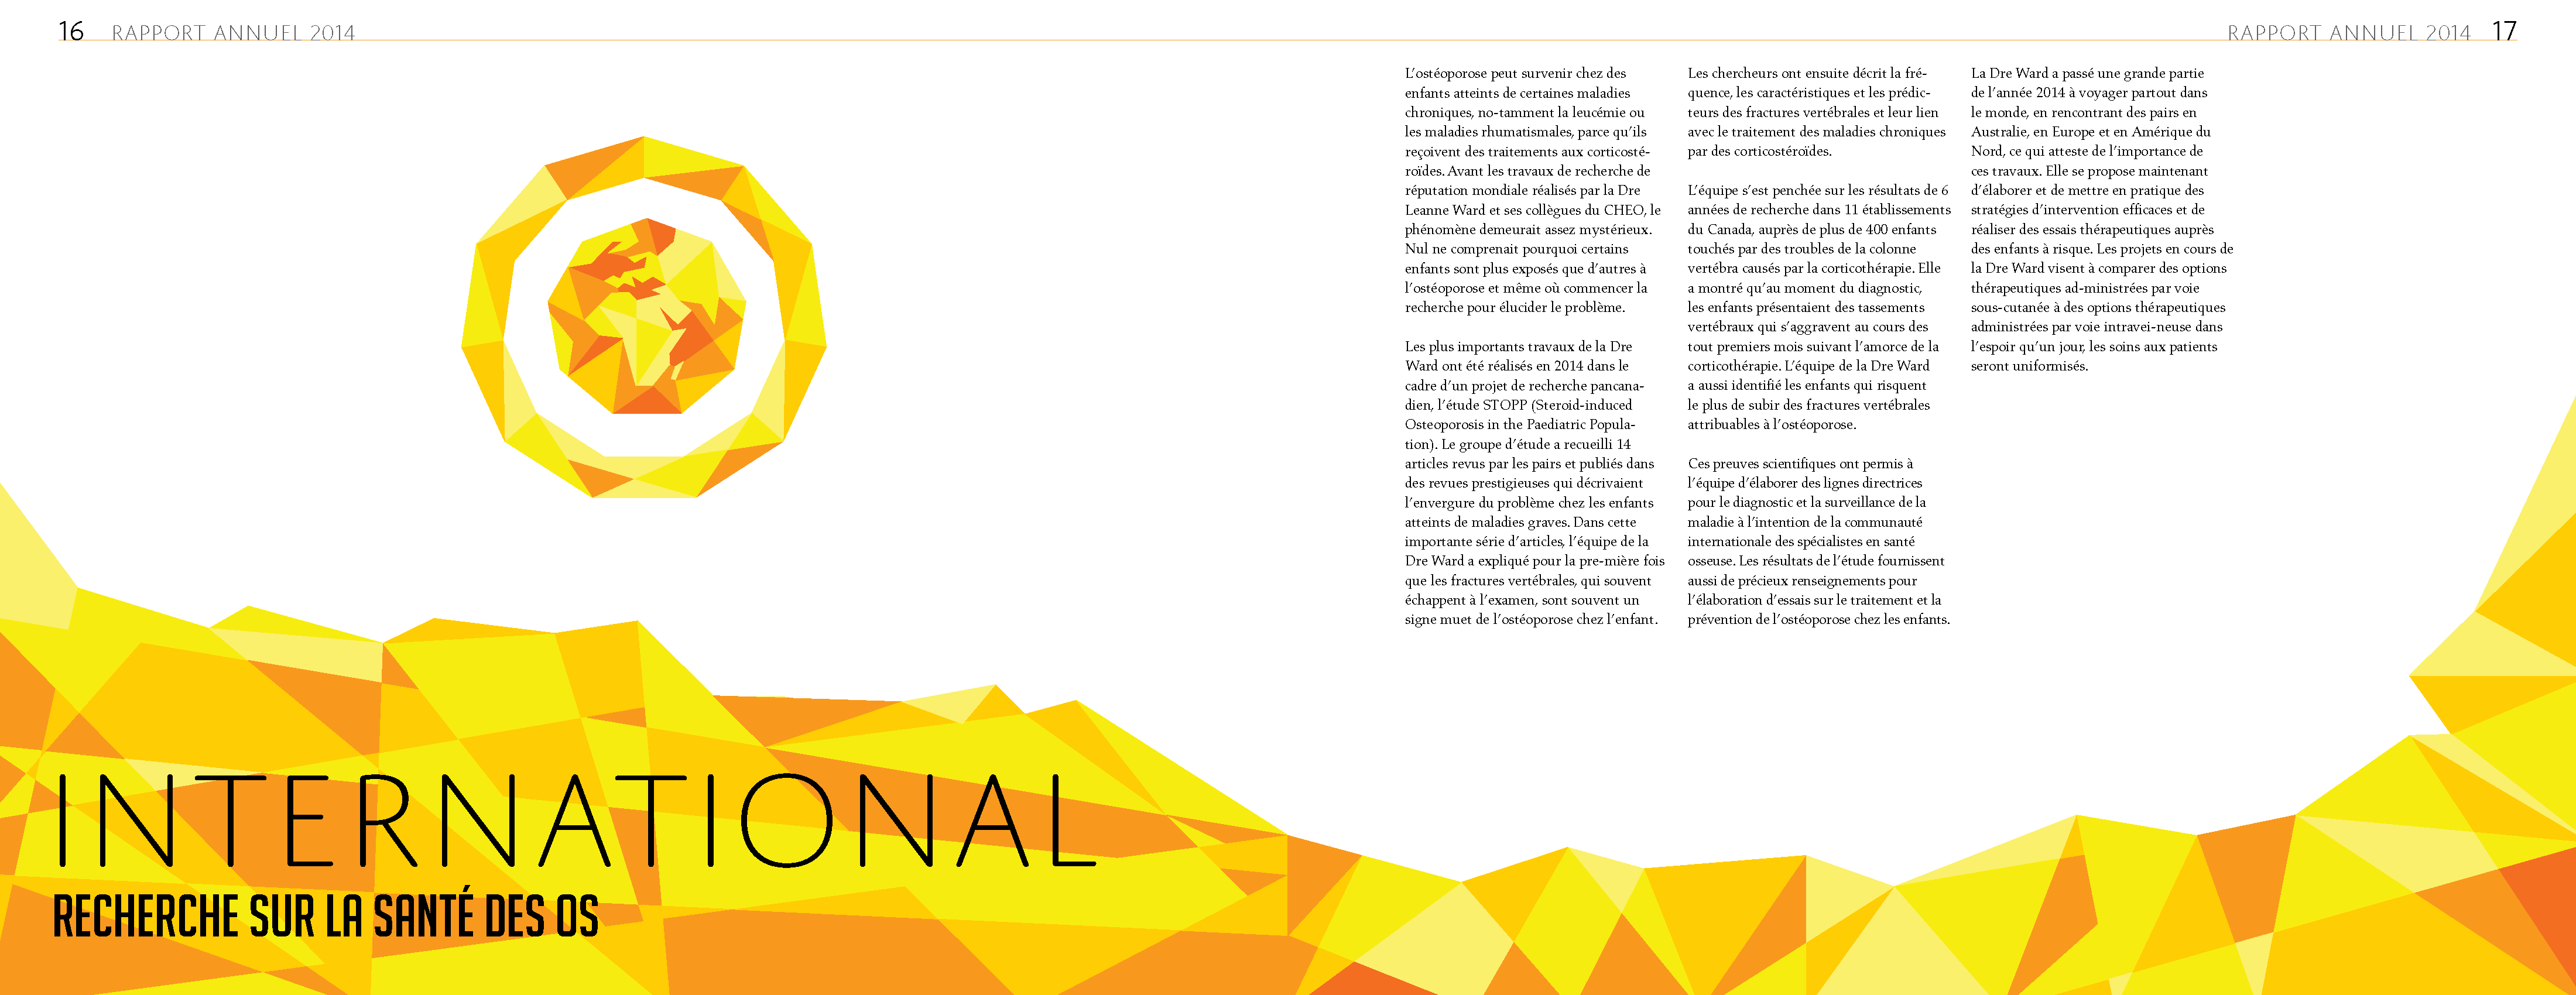 16 RAPPORT ANNUEL 2014
INTERNATIONAL
RECHERCHE SUR LA SANTÉ DES OS
RAPPORT ANNUEL 2014 17
L'ostéoporose peut survenir chez des
enfants atteints de certaines maladies
chroniques, no-tamment la leucémie ou
les maladies rhumatismales, parce qu'ils
reçoivent des traitements aux corticosté-
roïdes. Avant les travaux de recherche de
réputation mondiale réalisés par la Dre
Leanne Ward et ses collègues du CHEO, le
phénomène demeurait assez mystérieux.
Nul ne comprenait pourquoi certains
enfants sont plus exposés que d'autres à
l'ostéoporose et même où commencer la
recherche pour élucider le problème.
Les plus importants travaux de la Dre
Ward ont été réalisés en 2014 dans le
cadre d'un projet de recherche pancana-
dien, l'étude STOPP (Steroid-induced
Osteoporosis in the Paediatric Popula-
tion). Le groupe d'étude a recueilli 14
articles revus par les pairs et publiés dans
des revues prestigieuses qui décrivaient
l'envergure du problème chez les enfants
atteints de maladies graves. Dans cette
importante série d'articles, l'équipe de la
Dre Ward a expliqué pour la pre-mière fois
que les fractures vertébrales, qui souvent
échappent à l'examen, sont souvent un
signe muet de l'ostéoporose chez l'enfant.
Les chercheurs ont ensuite décrit la fré-
quence, les caractéristiques et les prédic-
teurs des fractures vertébrales et leur lien
avec le traitement des maladies chroniques
par des corticostéroïdes.
L'équipe s'est penchée sur les résultats de 6
années de recherche dans 11 établissements
du Canada, auprès de plus de 400 enfants
touchés par des troubles de la colonne
vertébra causés par la corticothérapie. Elle
a montré qu'au moment du diagnostic,
les enfants présentaient des tassements
vertébraux qui s'aggravent au cours des
tout premiers mois suivant l'amorce de la
corticothérapie. L'équipe de la Dre Ward
a aussi identifié les enfants qui risquent
le plus de subir des fractures vertébrales
attribuables à l'ostéoporose.
Ces preuves scientifiques ont permis à
l'équipe d'élaborer des lignes directrices
pour le diagnostic et la surveillance de la
maladie à l'intention de la communauté
internationale des spécialistes en santé
osseuse. Les résultats de l'étude fournissent
aussi de précieux renseignements pour
l'élaboration d'essais sur le traitement et la
prévention de l'ostéoporose chez les enfants.
La Dre Ward a passé une grande partie
de l'année 2014 à voyager partout dans
le monde, en rencontrant des pairs en
Australie, en Europe et en Amérique du
Nord, ce qui atteste de l'importance de
ces travaux. Elle se propose maintenant
d'élaborer et de mettre en pratique des
stratégies d'intervention efficaces et de
réaliser des essais thérapeutiques auprès
des enfants à risque. Les projets en cours de
la Dre Ward visent à comparer des options
thérapeutiques ad-ministrées par voie
sous-cutanée à des options thérapeutiques
administrées par voie intravei-neuse dans
l'espoir qu'un jour, les soins aux patients
seront uniformisés.